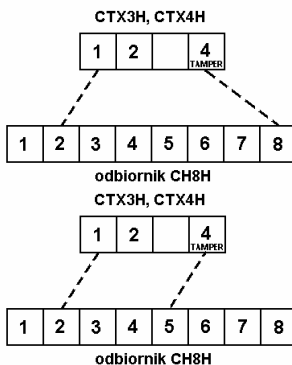 CTX3H, CTX4H
1 2 4
TAMPER
1 2 3 4 5 6 7 8
odbiornik CH8H
CTX3H, CTX4H
1 2 4
TAMPER
1 2 3 4 5 6 7 8
odbiornik CH8H